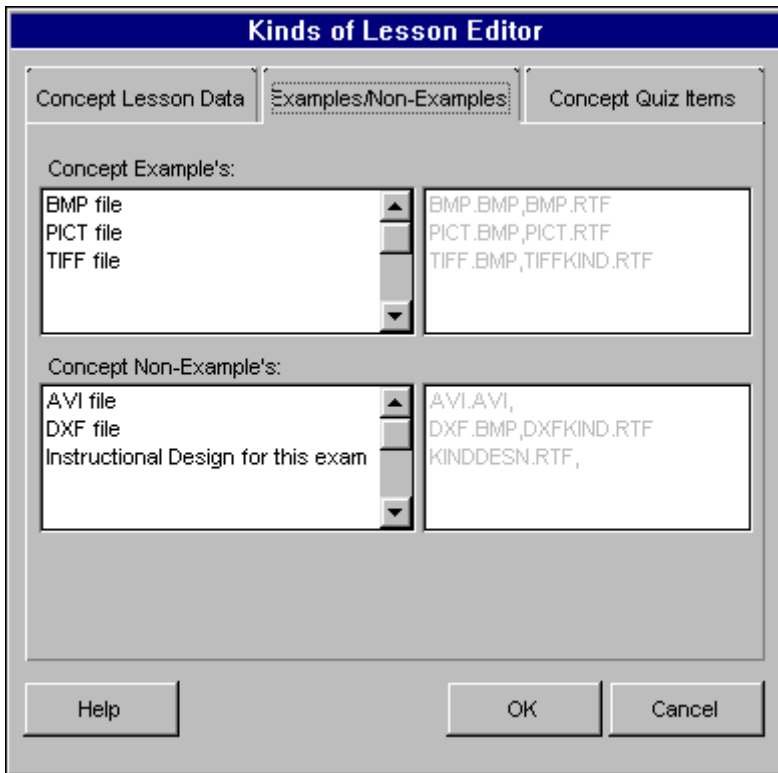 Kinds of Lesson Editor
Concept Lesson Data
Examples/Non-Examples
Concept Quiz Items
Concept Example's:
BMP file
BMP.BMP,BMP.RTF
PICT file
PICT.BMP,PICT.RTF
TIFF file
TIFF.BMP,TIFFKIND.RTF
Concept Non-Example's:
AVI file
AVI.AVI,
DXF file
DXF.BMP,DXFKIND.RTF
Instructional Design for this exam
KINDDESN.RTF,
Help
OK
Cancel